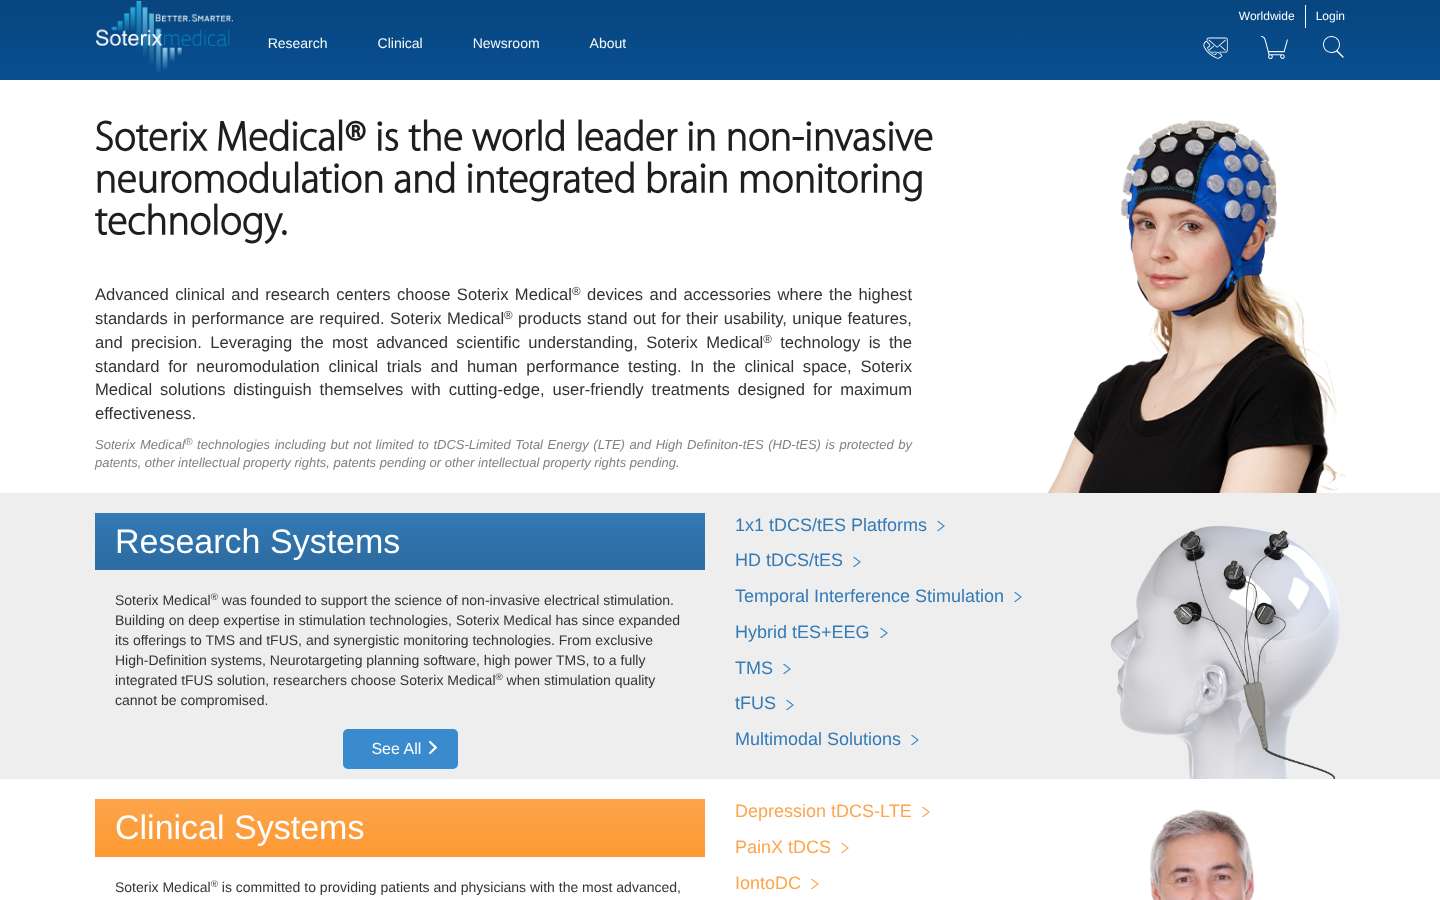 Better. Smarter.
Soterixmedical
Research
Clinical
Newsroom
About
Worldwide
Login
Soterix Medical® is the world leader in non-invasive
neuromodulation and integrated brain monitoring
technology.
Advanced clinical and research centers choose Soterix Medical® devices and accessories where the highest
standards in performance are required. Soterix Medical® products stand out for their usability, unique features,
and precision. Leveraging the most advanced scientific understanding, Soterix Medical® technology is the
standard for neuromodulation clinical trials and human performance testing. In the clinical space, Soterix
Medical solutions distinguish themselves with cutting-edge, user-friendly treatments designed for maximum
effectiveness.
Soterix Medical® technologies including but not limited to tDCS-Limited Total Energy (LTE) and High Definiton-tES (HD-tES) is protected by
patents, other intellectual property rights, patents pending or other intellectual property rights pending.
Research Systems
Soterix Medical® was founded to support the science of non-invasive electrical stimulation.
Building on deep expertise in stimulation technologies, Soterix Medical has since expanded
its offerings to TMS and tFUS, and synergistic monitoring technologies. From exclusive
High-Definition systems, Neurotargeting planning software, high power TMS, to a fully
integrated tFUS solution, researchers choose Soterix Medical® when stimulation quality
cannot be compromised.
See All
1x1 tDCS/tES Platforms
HD tDCS/tES
Temporal Interference Stimulation
Hybrid tES+EEG
TMS
tFUS
Multimodal Solutions
Clinical Systems
Soterix Medical® is committed to providing patients and physicians with the most advanced,
Depression tDCS-LTE
PainX tDCS
IontoDC